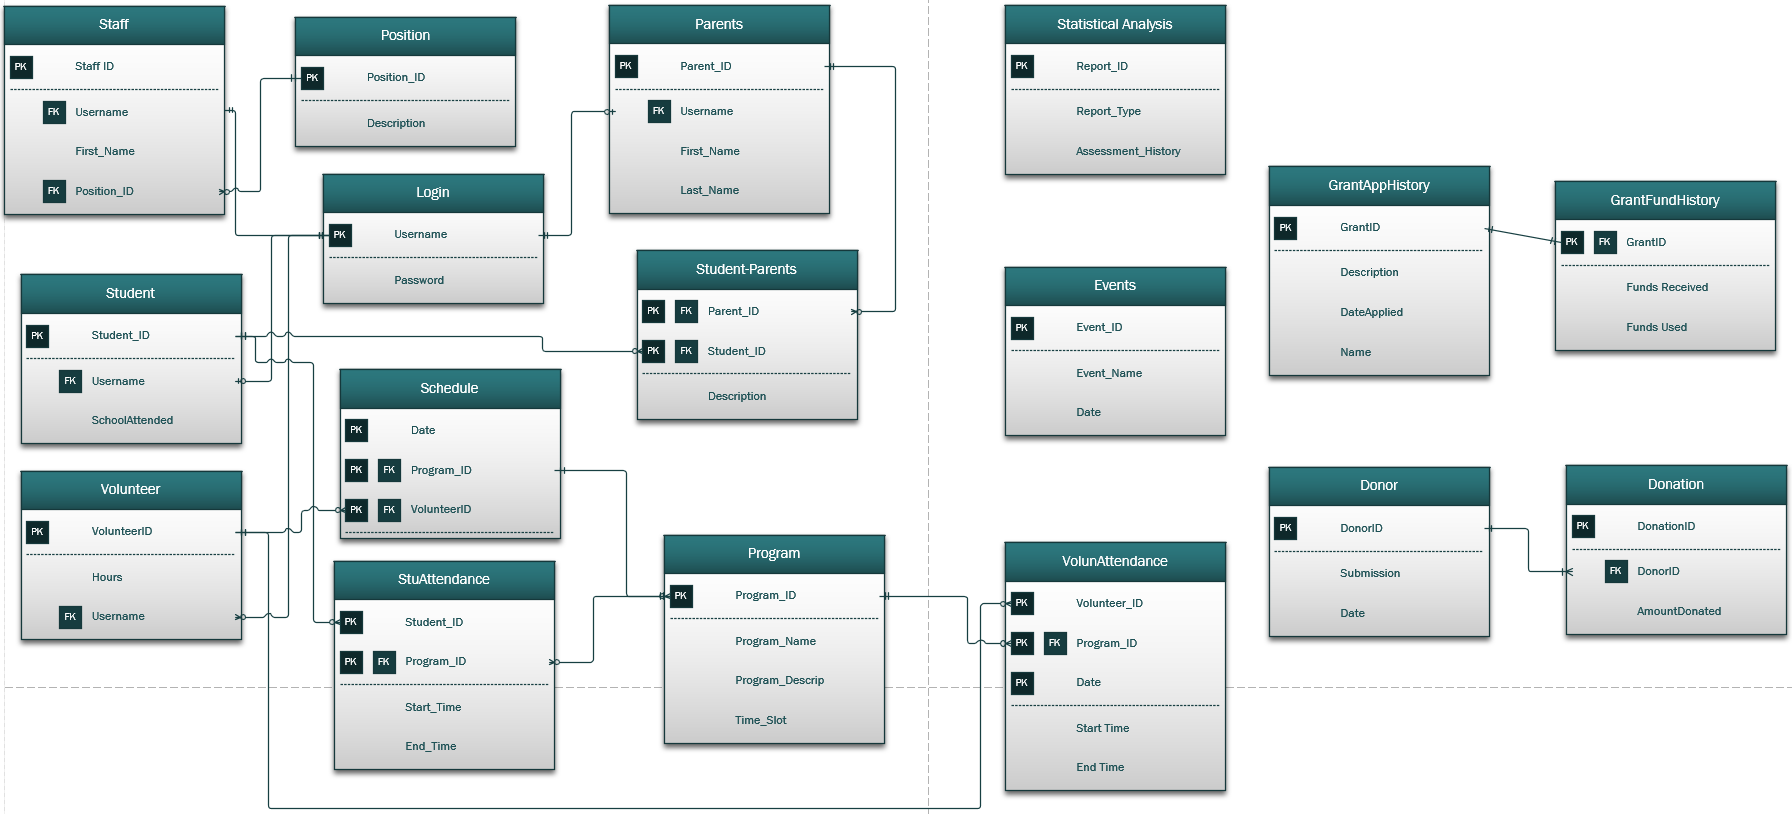 Staff
PK Staff ID
FK Username
First_Name
FK Position_ID
Position
PK Position_ID
Description
Parents
PK Parent_ID
FK Username
First_Name
Last_Name
Statistical Analysis
PK Report_ID
Report_Type
Assessment_History
Login
PK Username
Password
GrantAppHistory
PK GrantID
Description
DateApplied
Name
GrantFundHistory
PK FK GrantID
Funds Received
Funds Used
Student
PK Student_ID
FK Username
SchoolAttended
Student-Parents
PK FK Parent_ID
PK FK Student_ID
Description
Events
PK Event_ID
Event_Name
Date
Schedule
PK Date
PK FK Program_ID
PK FK VolunteerID
Volunteer
PK VolunteerID
Hours
FK Username
StuAttendance
PK Student_ID
PK FK Program_ID
Start_Time
End_Time
Program
PK Program_ID
Program_Name
Program_Descrip
Time_Slot
VolunAttendance
PK Volunteer_ID
PK FK Program_ID
PK Date
Start Time
End Time
Donor
PK DonorID
Submission
Date
Donation
PK DonationID
FK DonorID
AmountDonated